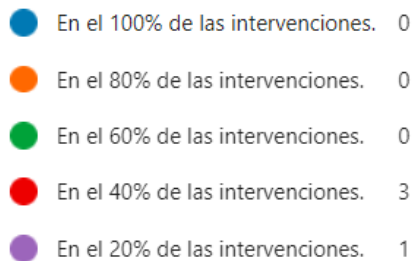 En el 100% de las intervenciones. 0
En el 80% de las intervenciones. 0
En el 60% de las intervenciones. 0
En el 40% de las intervenciones. 3
En el 20% de las intervenciones. 1